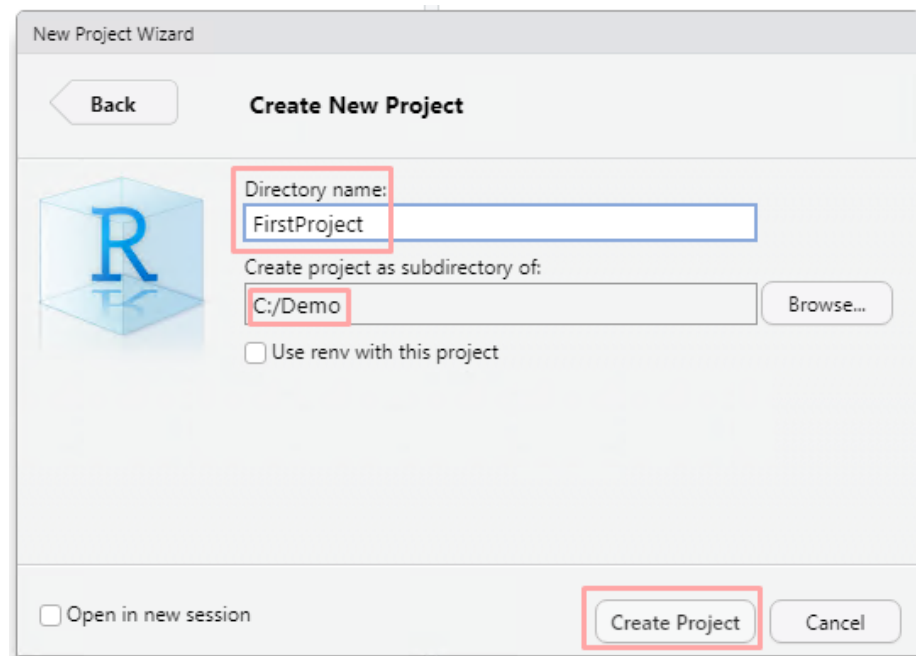 New Project Wizard
Back
Create New Project
R
Directory name:
FirstProject
Create project as subdirectory of:
C:/Demo
Browse...
Use renv with this project
Open in new session
Create Project
Cancel